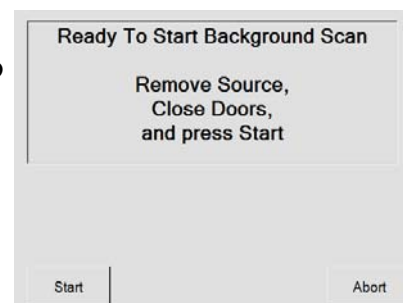 Ready To Start Background Scan
Remove Source,
Close Doors,
and press Start
Start
Abort